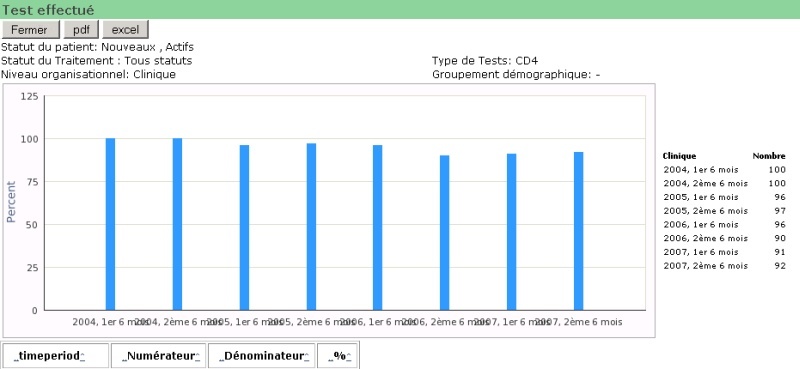 Test effectué
Fermer pdf excel
Statut du patient: Nouveaux , Actifs
Statut du Traitement : Tous statuts Type de Tests: CD4
Niveau organisationnel: Clinique Groupement démographique: -
125
100
75
50
25
0
Percent
2004, 1er 6 mois 2004, 2ème 6 mois 2005, 1er 6 mois 2005, 2ème 6 mois 2006, 1er 6 mois 2006, 2ème 6 mois 2007, 1er 6 mois 2007, 2ème 6 mois
Clinique Nombre
2004, 1er 6 mois 100
2004, 2ème 6 mois 100
2005, 1er 6 mois 96
2005, 2ème 6 mois 97
2006, 1er 6 mois 96
2006, 2ème 6 mois 90
2007, 1er 6 mois 91
2007, 2ème 6 mois 92
timeperiod Numérateur Dénominateur %